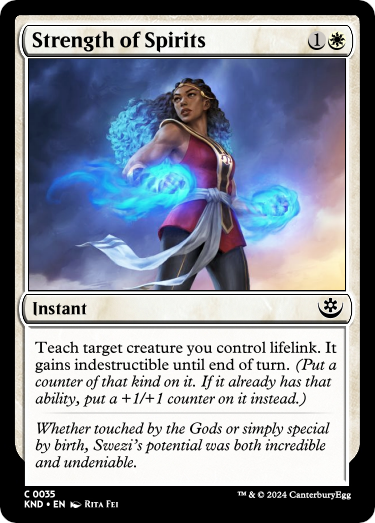 Strength of Spirits 1
Instant
Teach target creature you control lifelink. It
gains indestructible until end of turn. (Put a
counter of that kind on it. If it already has that
ability, put a +1/+1 counter on it instead.)
Whether touched by the Gods or simply special
by birth, Swezi's potential was both incredible
and undeniable.
C 0035
KND • EN Rita Fei
™ & © 2024 CanterburyEgg